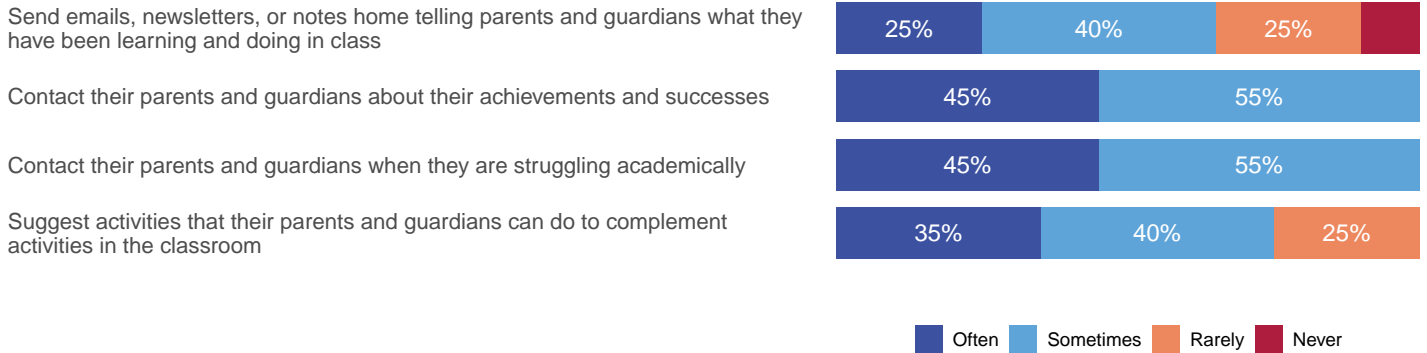 Send emails, newsletters, or notes home telling parents and guardians what they
have been learning and doing in class
25% 40% 25%
Contact their parents and guardians about their achievements and successes
45% 55%
Contact their parents and guardians when they are struggling academically
45% 55%
Suggest activities that their parents and guardians can do to complement
activities in the classroom
35% 40% 25%
Often Sometimes Rarely Never